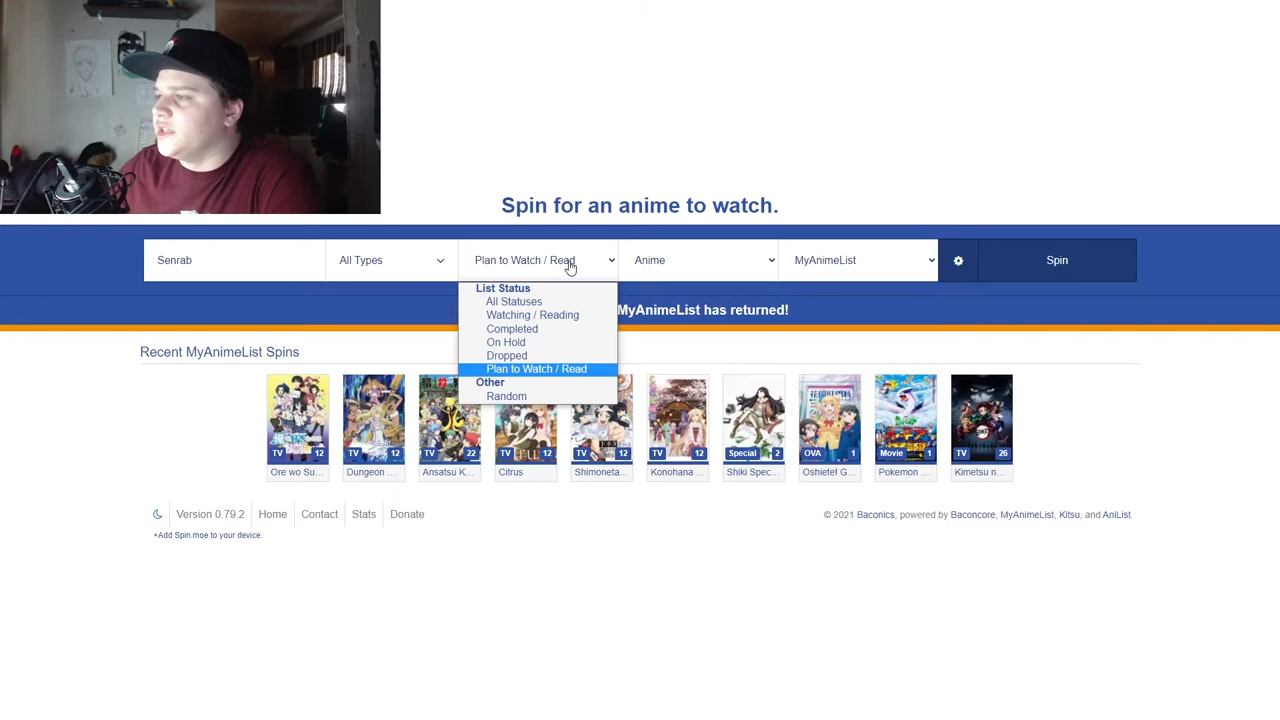 Spin for an anime to watch.
Senrab
All Types
Plan to Watch / Read
Anime
MyAnimeList
Spin
List Status
All Statuses
Watching / Reading
Completed
On Hold
Dropped
Plan to Watch / Read
Other
Random
MyAnimeList has returned!
Recent MyAnimeList Spins
TV 12
TV 12
TV 22
TV 12
TV 12
TV 12
Special 2
OVA 1
Movie 1
TV 26
Ore wo Su...
Dungeon ...
Ansatsu K...
Citrus
Shimoneta...
Konohana ...
Shiki Spec...
Oshiete! G...
Pokemon ...
Kimetsu n...
Version 0.79.2
Home
Contact
Stats
Donate
© 2021 Baconics, powered by Baconcore, MyAnimeList, Kitsu, and AniList.
+Add Spin.moe to your device.